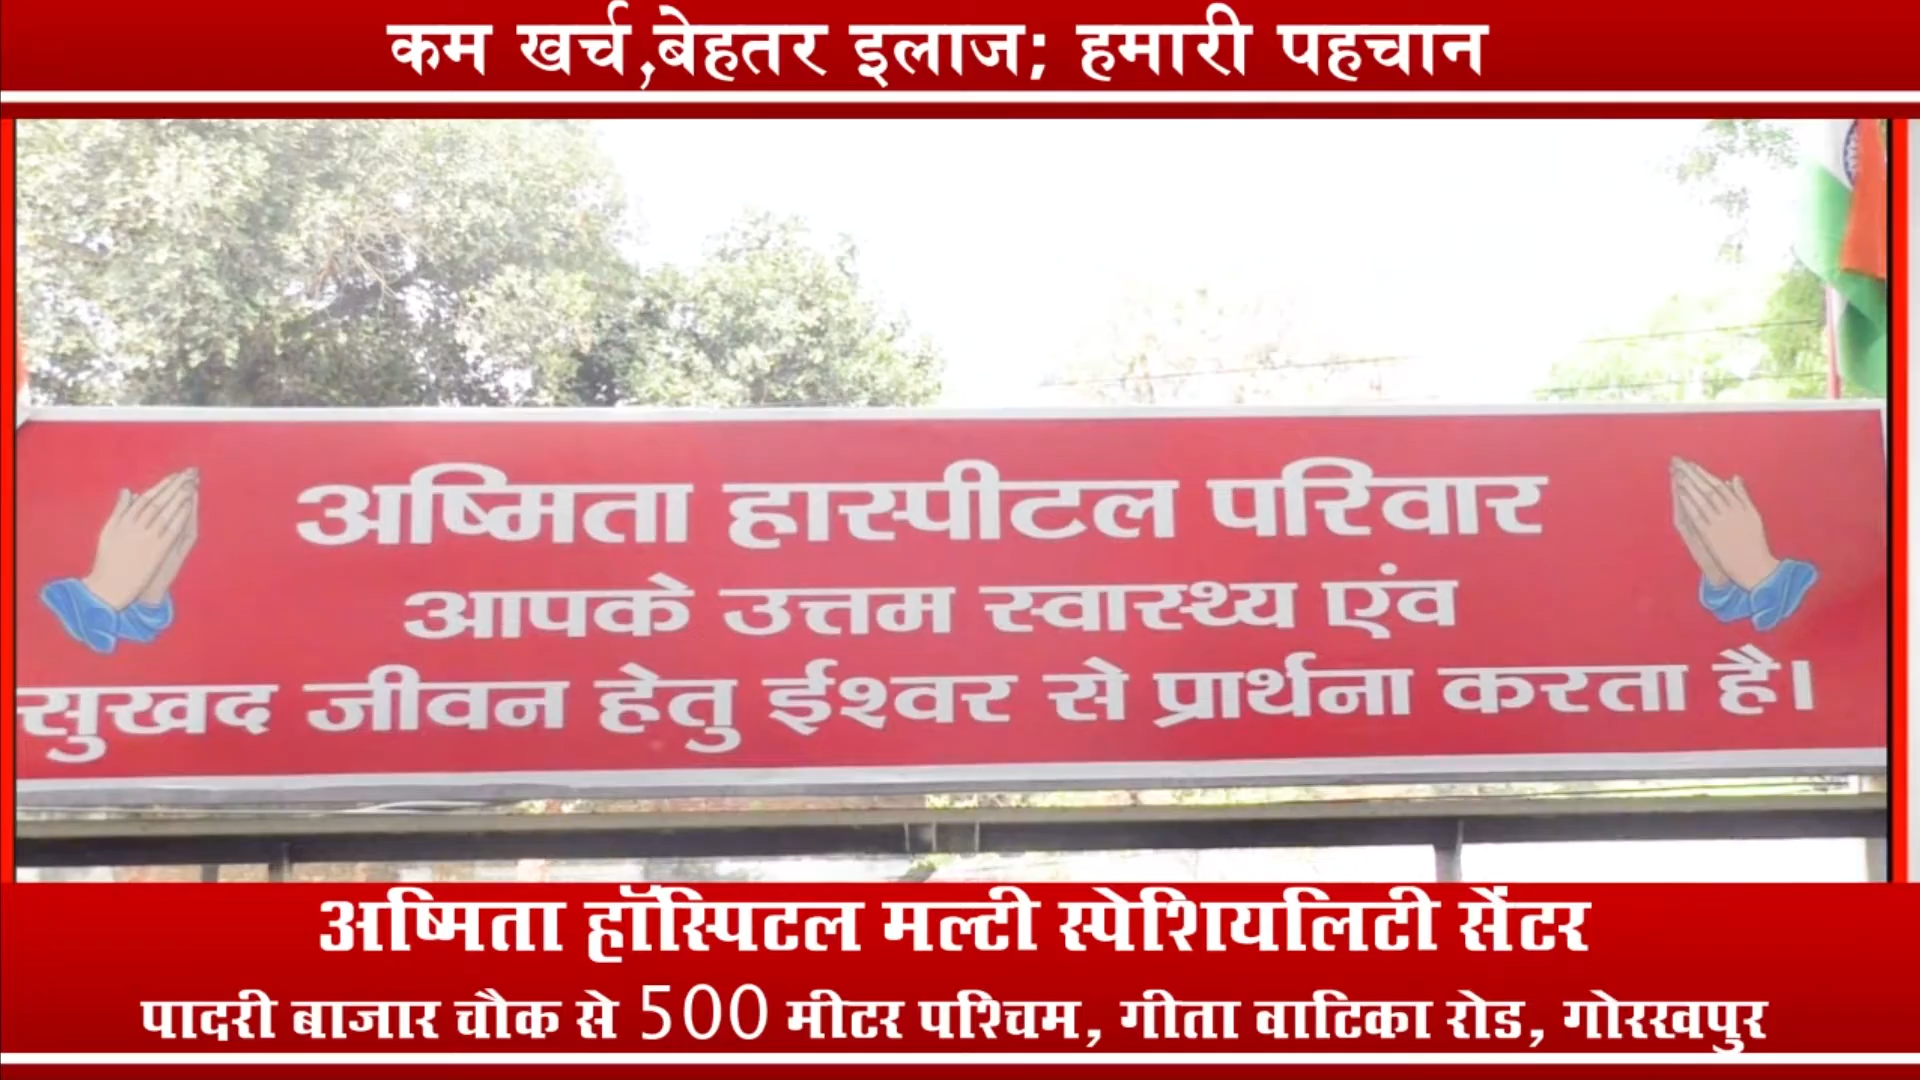 कम खर्च,बेहतर इलाज; हमारी पहचान
अष्मिता हास्पीटल परिवार
आपके उत्तम स्वास्थ्य एंव
सुखद जीवन हेतु ईश्वर से प्रार्थना करता है।
अष्मिता हॉस्पिटल मल्टी स्पेशियलिटी सेंटर
पादरी बाजार चौक से 500 मीटर पश्चिम, गीता वाटिका रोड, गोरखपुर